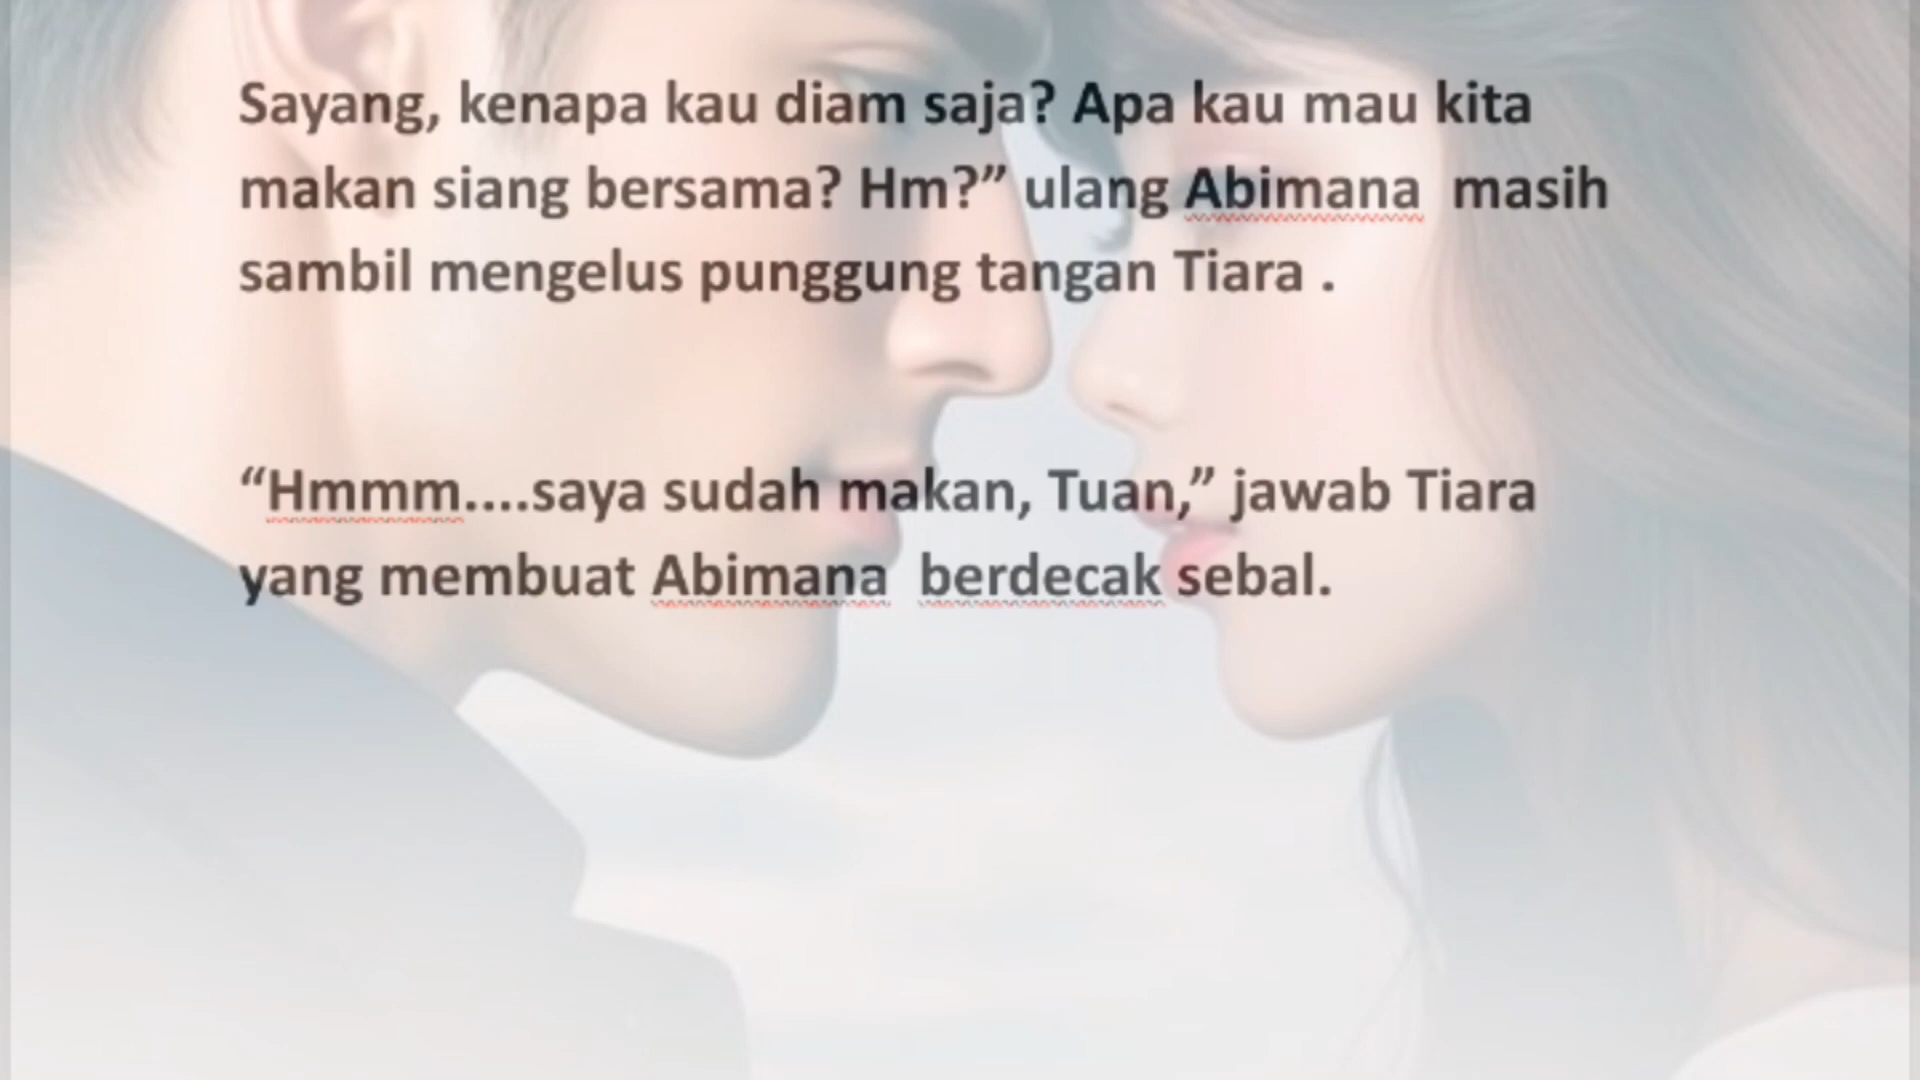 Sayang, kenapa kau diam saja? Apa kau mau kita
makan siang bersama? Hm?” ulang Abimana  masih
sambil mengelus punggung tangan Tiara .
“Hmmm....saya sudah makan, Tuan,” jawab Tiara
yang membuat Abimana  berdecak sebal.